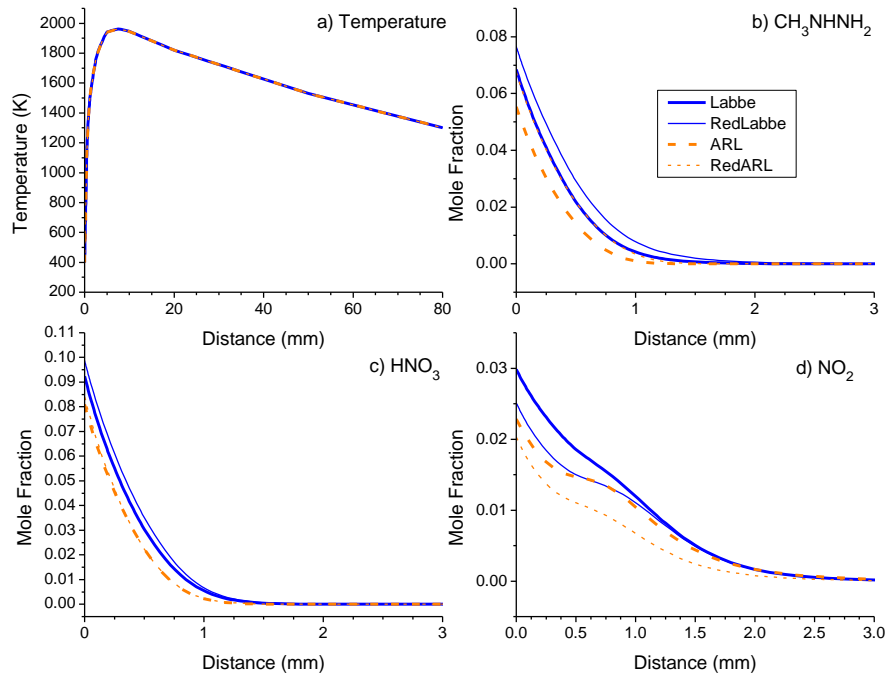 a) Temperature
2000
1800
1600
1400
1200
1000
800
600
400
200
Temperature (K)
0 20 40 60 80
Distance (mm)
b) CH3NHNH2
0.08
0.06
0.04
0.02
0.00
Mole Fraction
Labbe
RedLabbe
ARL
RedARL
0 1 2 3
Distance (mm)
c) HNO3
0.11
0.10
0.09
0.08
0.07
0.06
0.05
0.04
0.03
0.02
0.01
0.00
Mole Fraction
0 1 2 3
Distance (mm)
d) NO2
0.03
0.02
0.01
0.00
Mole Fraction
0.0 0.5 1.0 1.5 2.0 2.5 3.0
Distance (mm)